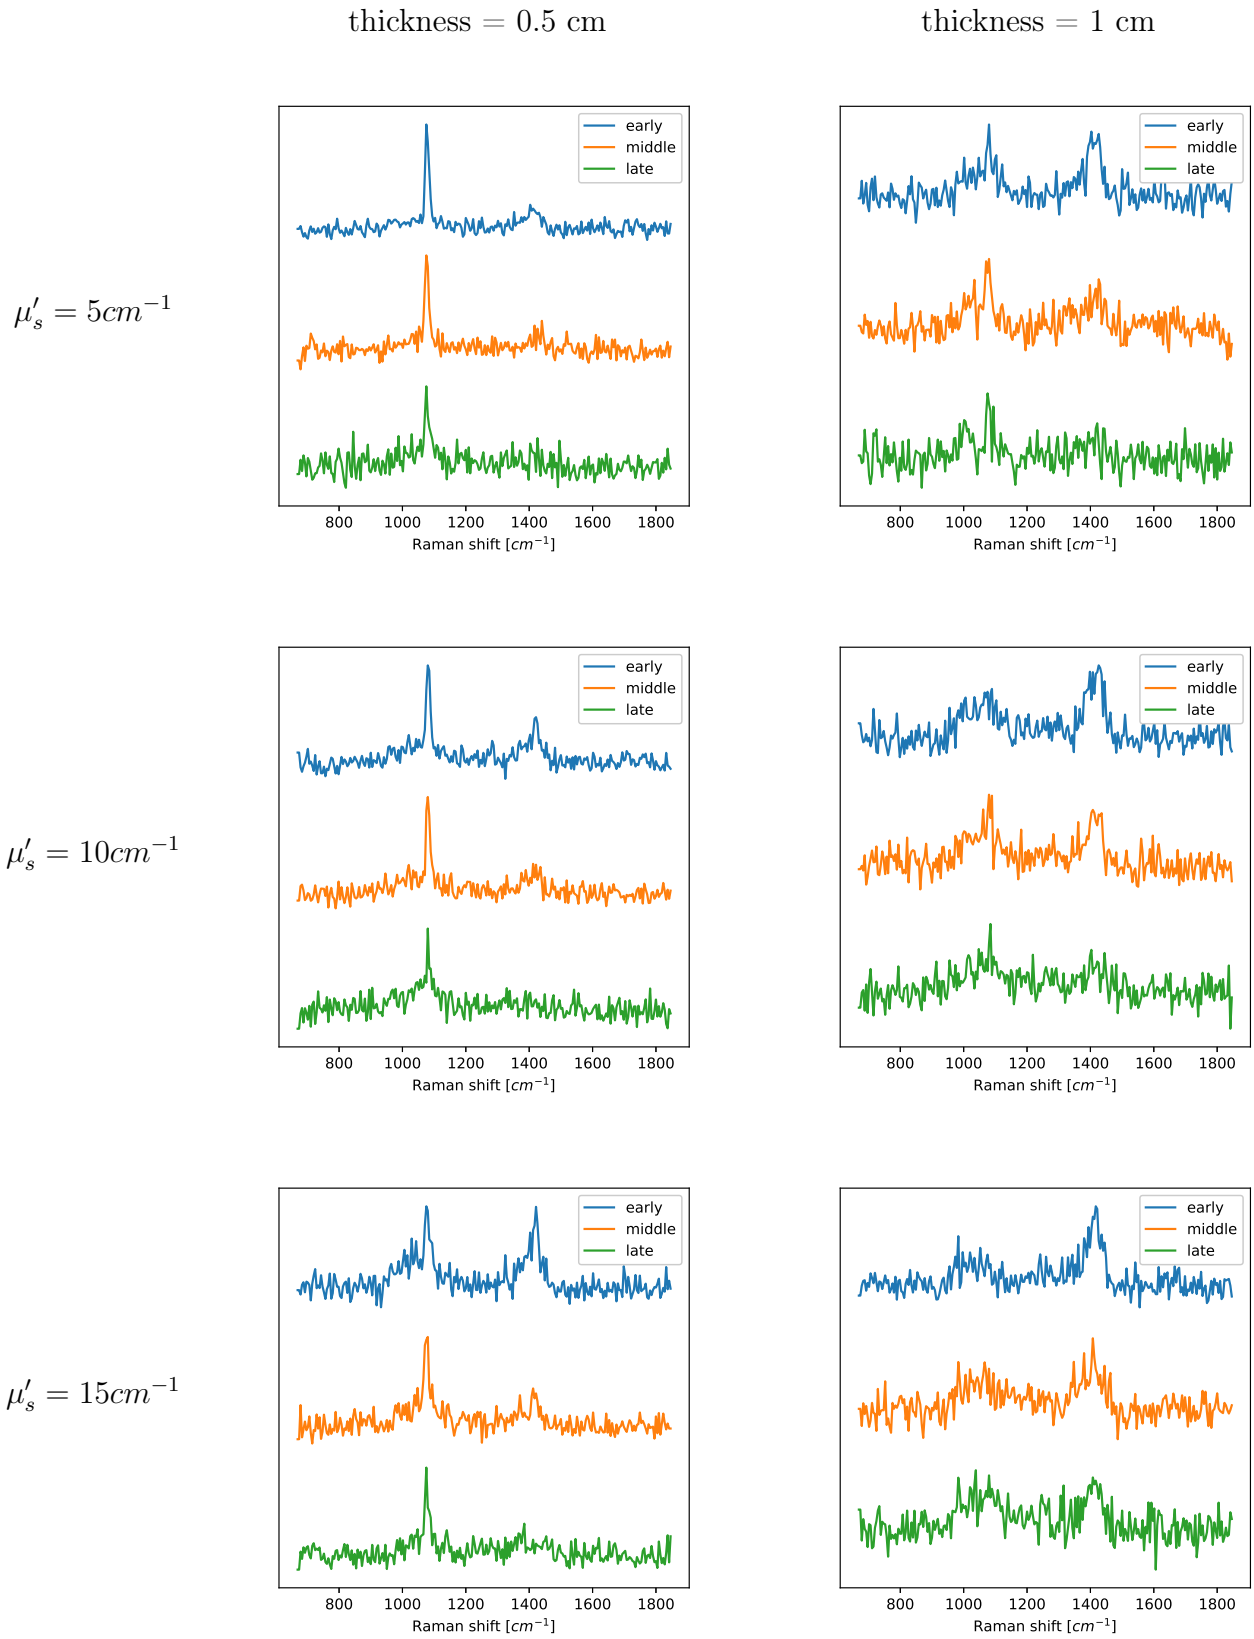 thickness = 0.5 cm thickness = 1 cm
early
middle
late
800 1000 1200 1400 1600 1800
Raman shift [cm⁻¹]
early
middle
late
800 1000 1200 1400 1600 1800
Raman shift [cm⁻¹]
μ′ₛ = 5cm⁻¹
early
middle
late
800 1000 1200 1400 1600 1800
Raman shift [cm⁻¹]
early
middle
late
800 1000 1200 1400 1600 1800
Raman shift [cm⁻¹]
μ′ₛ = 10cm⁻¹
early
middle
late
800 1000 1200 1400 1600 1800
Raman shift [cm⁻¹]
early
middle
late
800 1000 1200 1400 1600 1800
Raman shift [cm⁻¹]
μ′ₛ = 15cm⁻¹